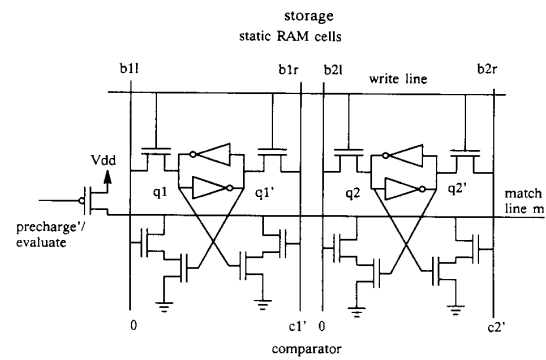 storage
static RAM cells
b1l b1r b2l b2r
write line
Vdd
q1 q1' q2 q2'
match
line m
precharge'/
evaluate
0 c1' 0 c2'
comparator